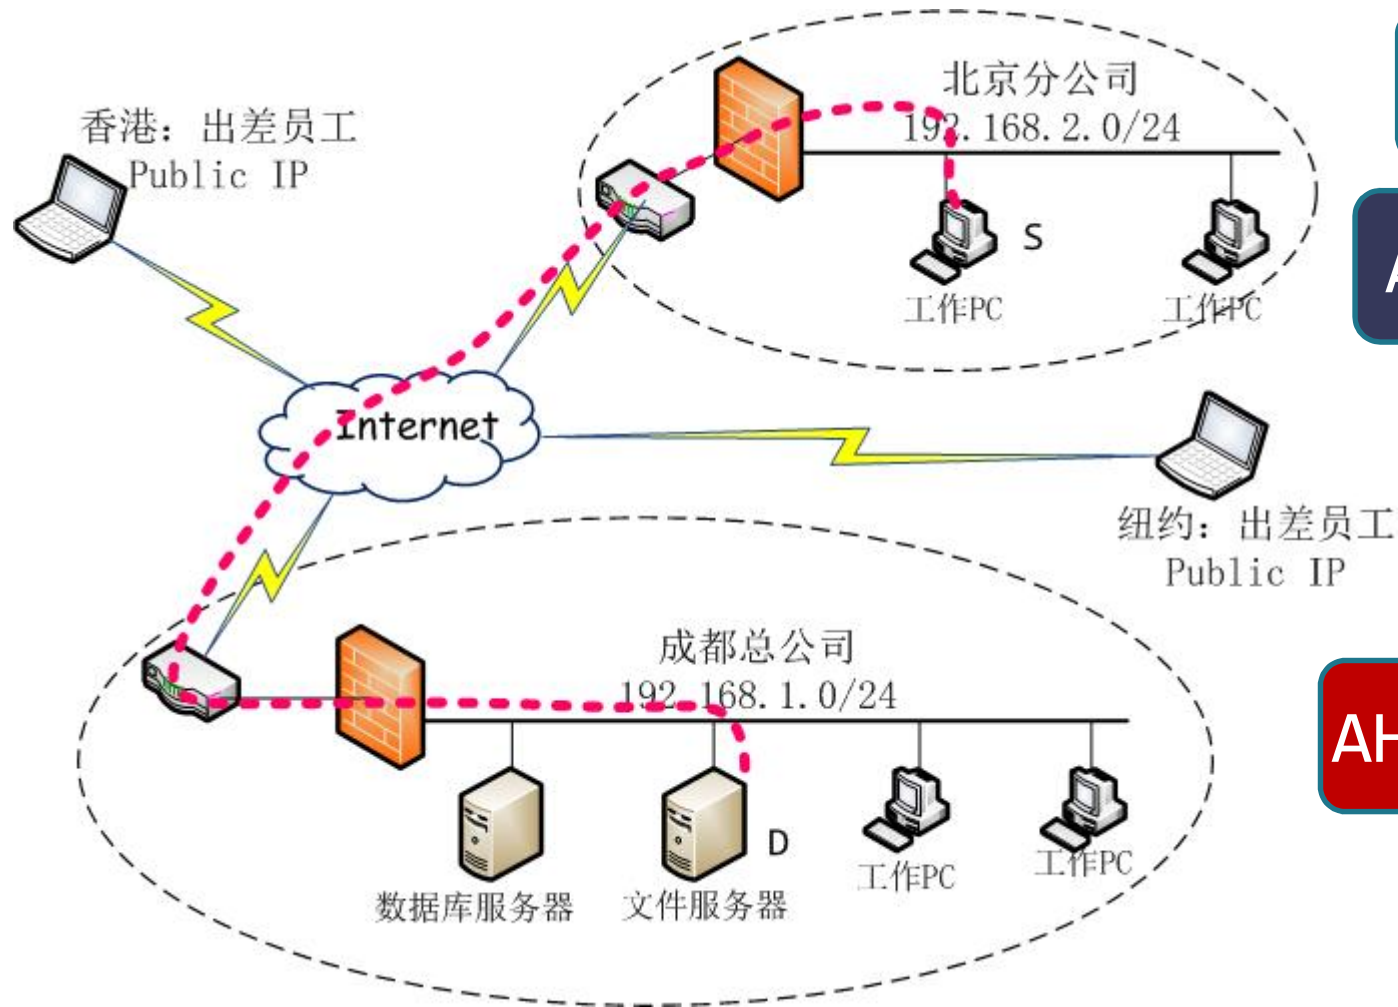 北京分公司
192.168.2.0/24
香港：出差员工
Public IP
S
工作PC
工作PC
Internet
纽约：出差员工
Public IP
成都总公司
192.168.1.0/24
D
数据库服务器
文件服务器
工作PC
工作PC
A
AH